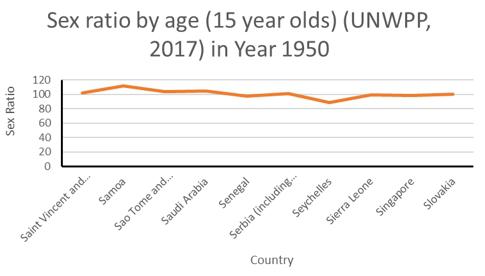 Sex ratio by age (15 year olds) (UNWPP,
2017) in Year 1950
120
100
80
60
40
20
0
Sex Ratio
Saint Vincent and...
Samoa
Sao Tome and...
Saudi Arabia
Senegal
Serbia (including...
Seychelles
Sierra Leone
Singapore
Slovakia
Country